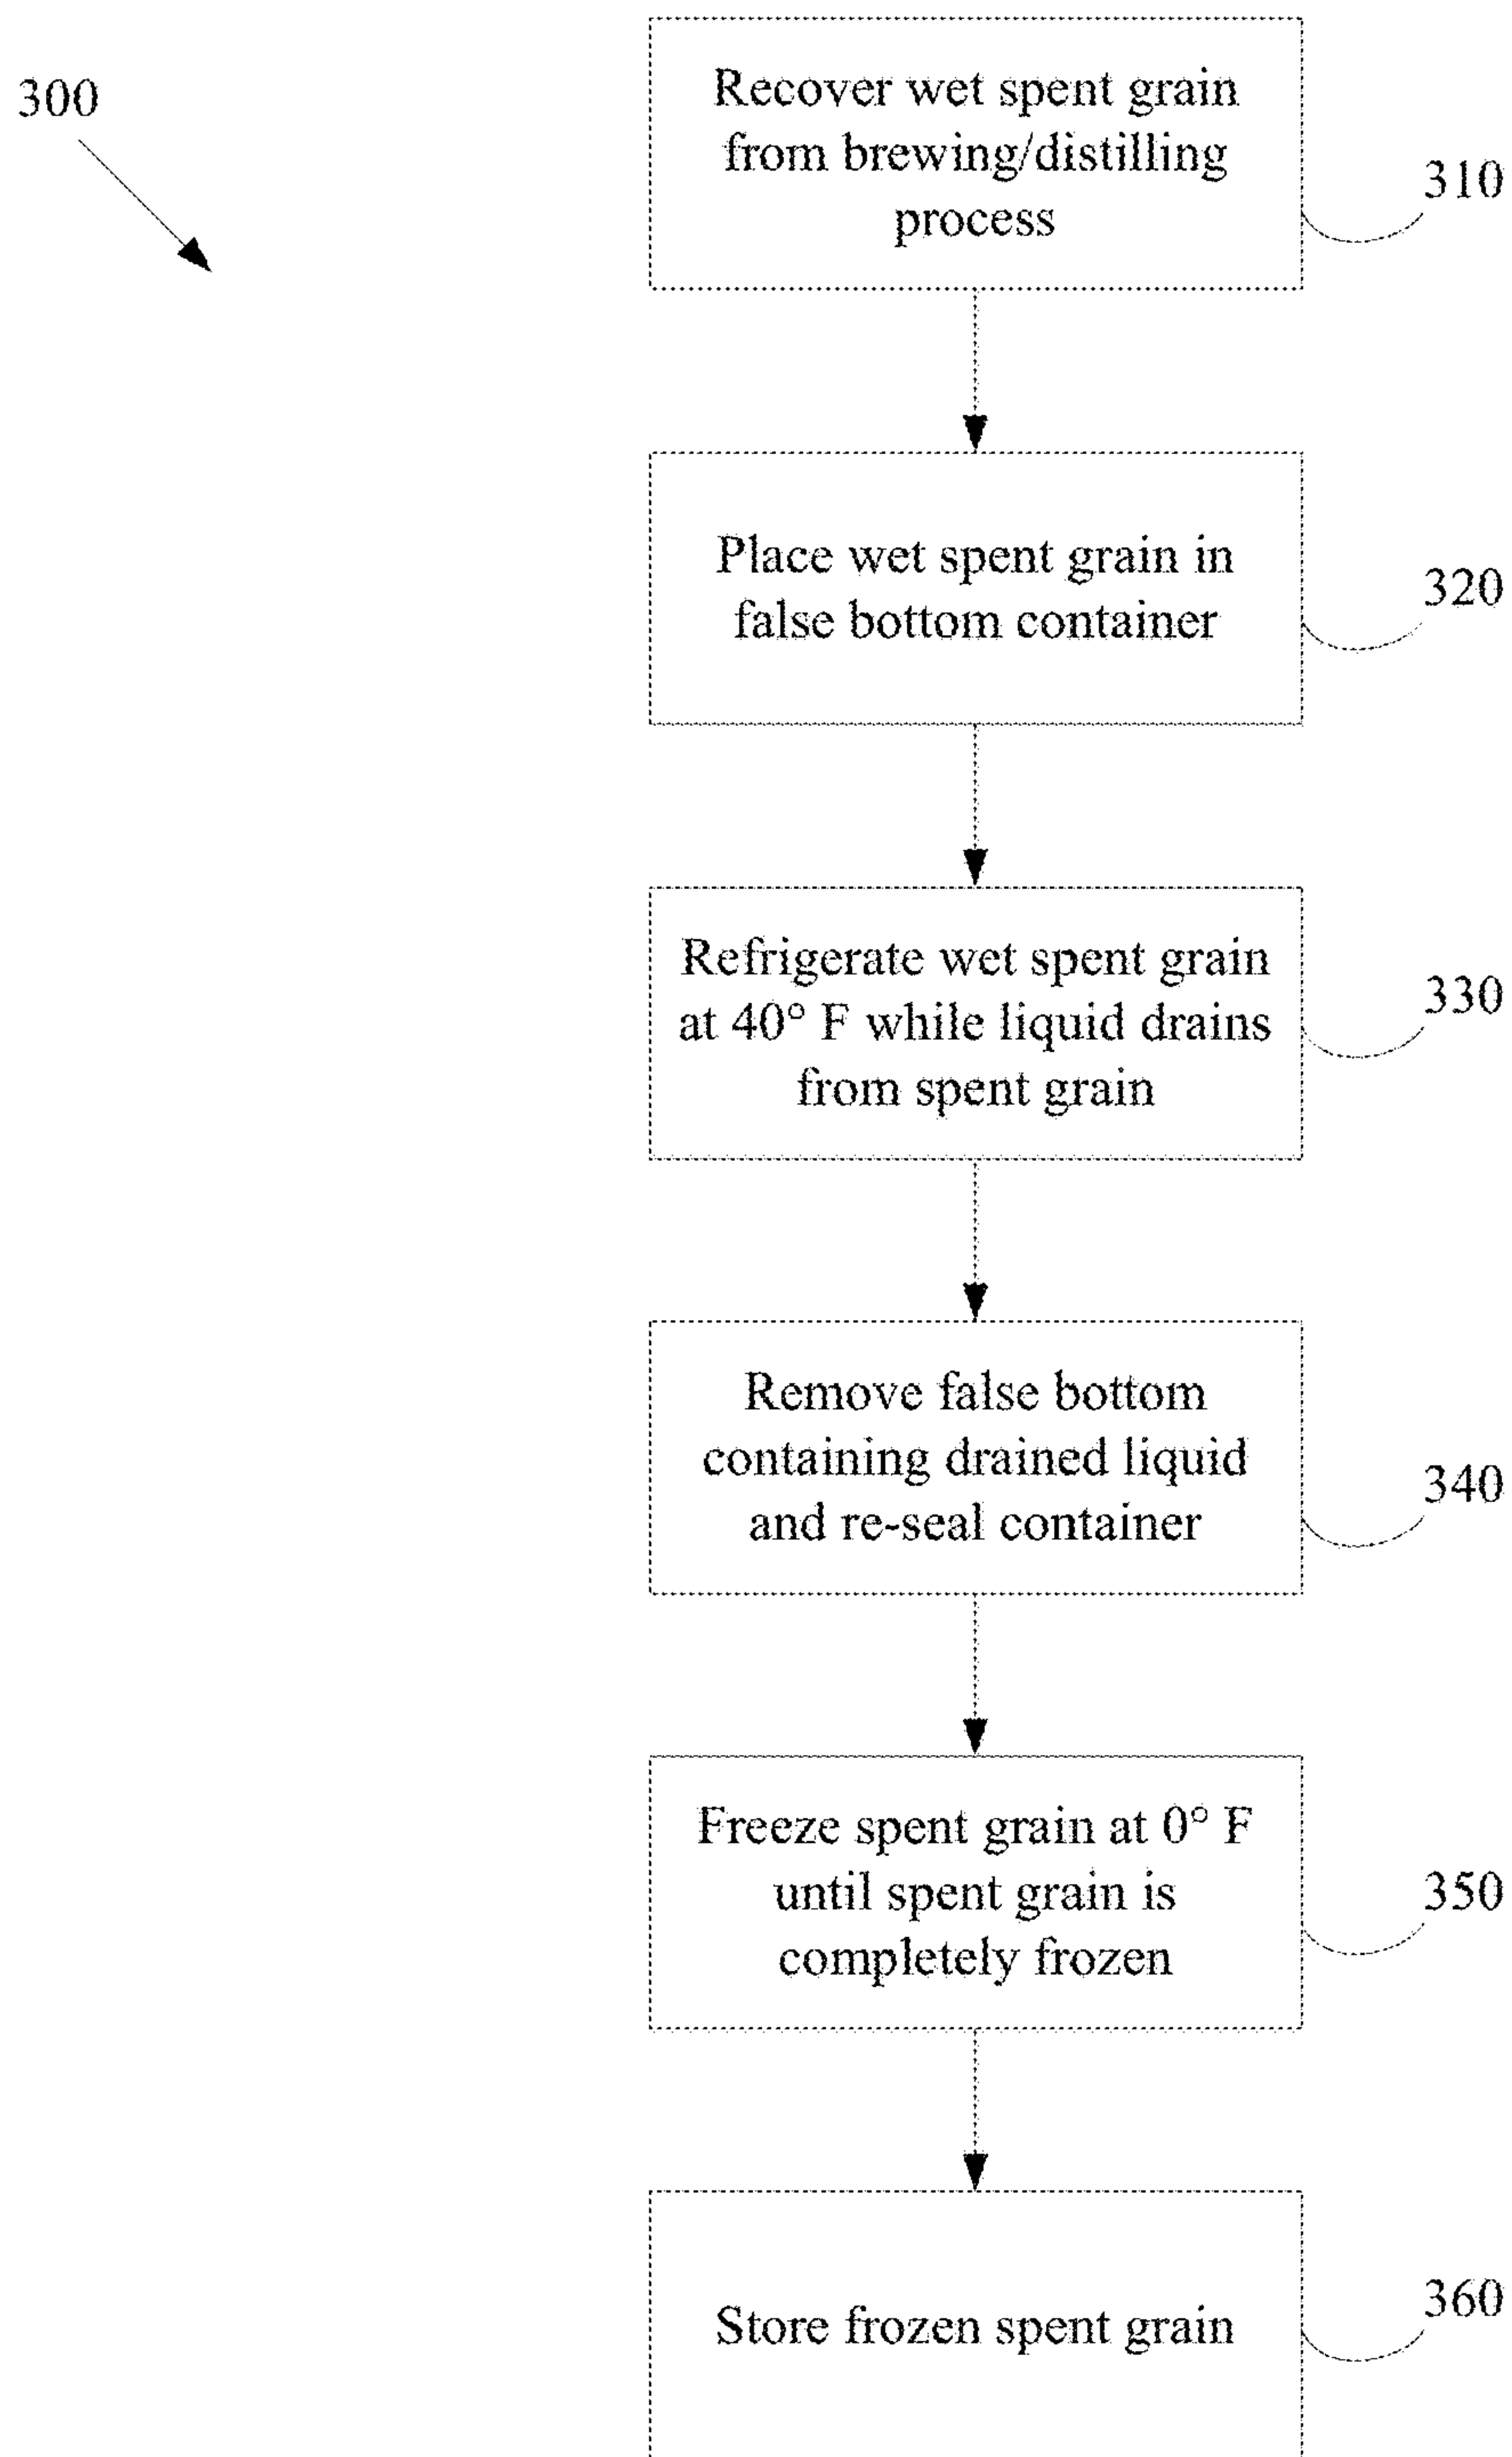 300
Recover wet spent grain
from brewing/distilling
process
310
Place wet spent grain in
false bottom container
320
Refrigerate wet spent grain
at 40° F while liquid drains
from spent grain
330
Remove false bottom
containing drained liquid
and re-seal container
340
Freeze spent grain at 0° F
until spent grain is
completely frozen
350
Store frozen spent grain
360